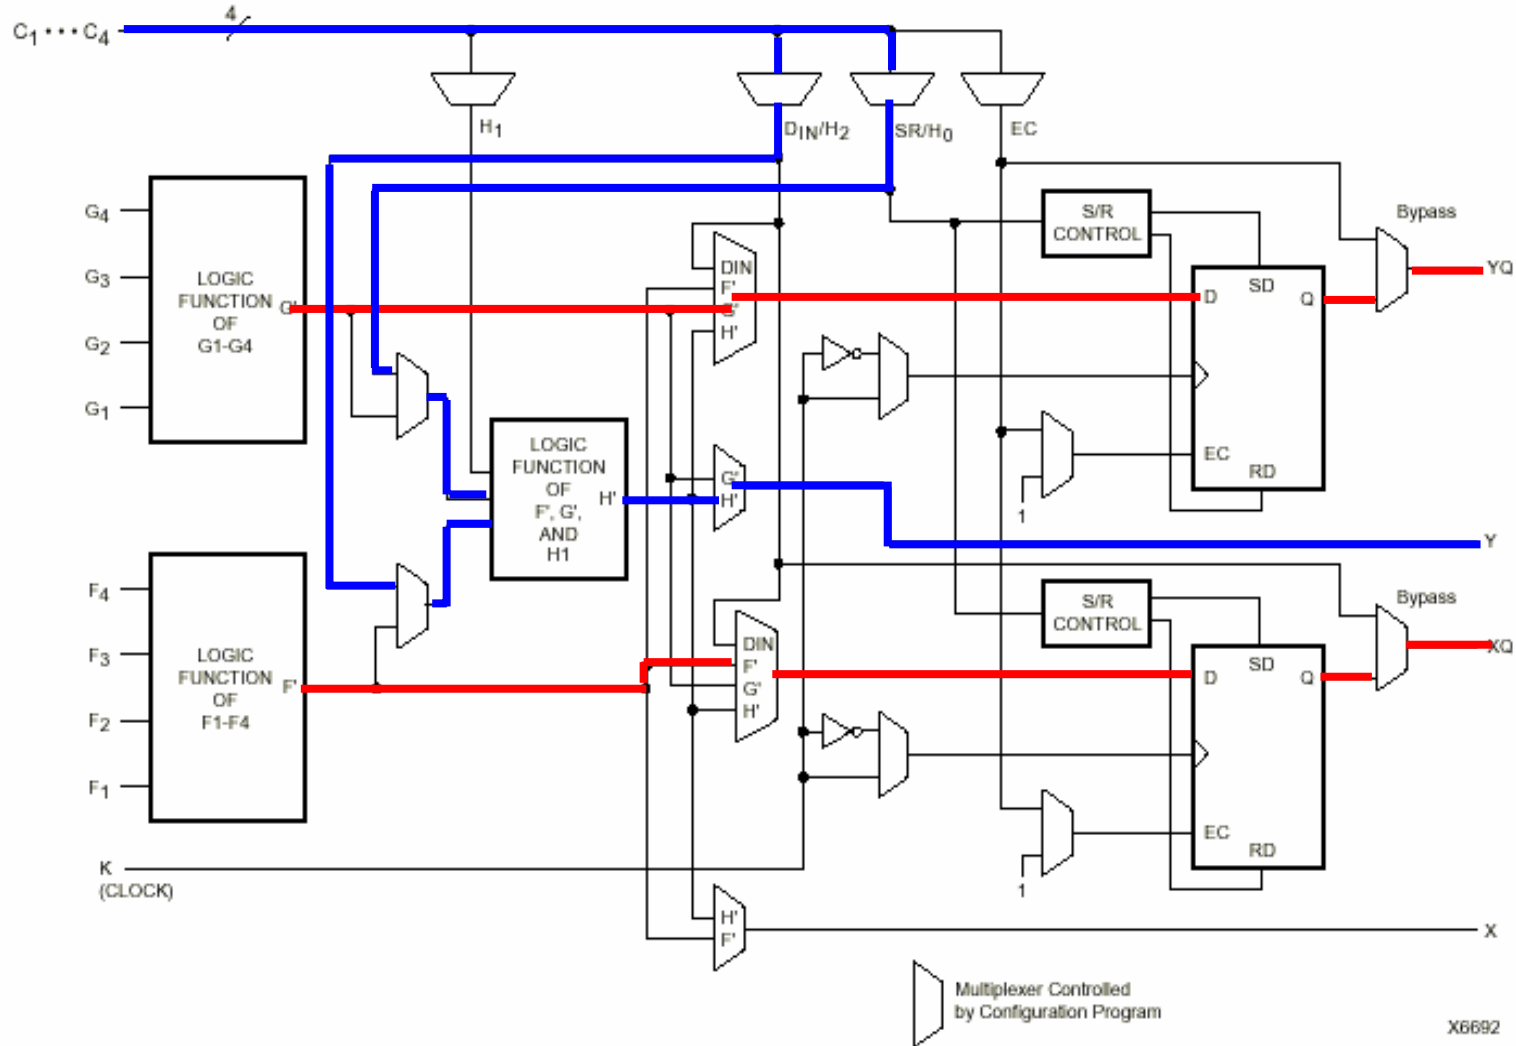 4
C1 • • • C4
H1
DIN/H2
SR/H0
EC
G4
G3
G2
G1
LOGIC
FUNCTION
OF
G1-G4
G'
DIN
F'
G'
H'
S/R
CONTROL
Bypass
D
SD
Q
YQ
EC
RD
1
LOGIC
FUNCTION
OF
F', G',
AND
H1
H'
G'
H'
Y
F4
F3
F2
F1
LOGIC
FUNCTION
OF
F1-F4
F'
DIN
F'
G'
H'
S/R
CONTROL
Bypass
D
SD
Q
XQ
EC
RD
1
K
(CLOCK)
H'
F'
X
Multiplexer Controlled
by Configuration Program
X6692